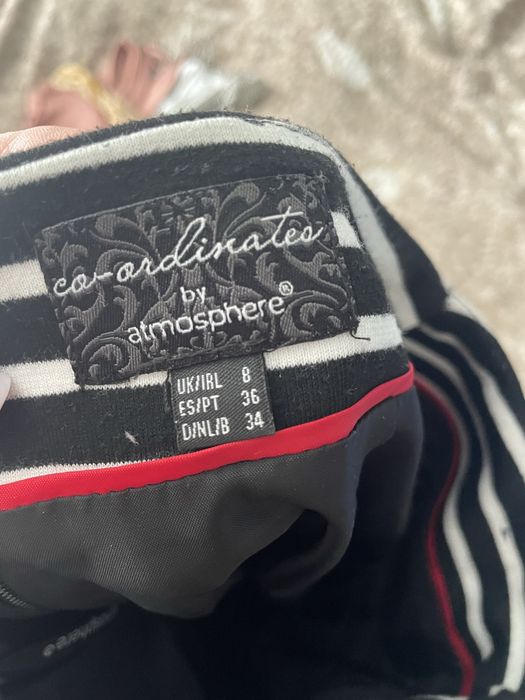 co-ordinates
by
atmosphere®
UK/IRL 8
ES/PT 36
D/NL/B 34